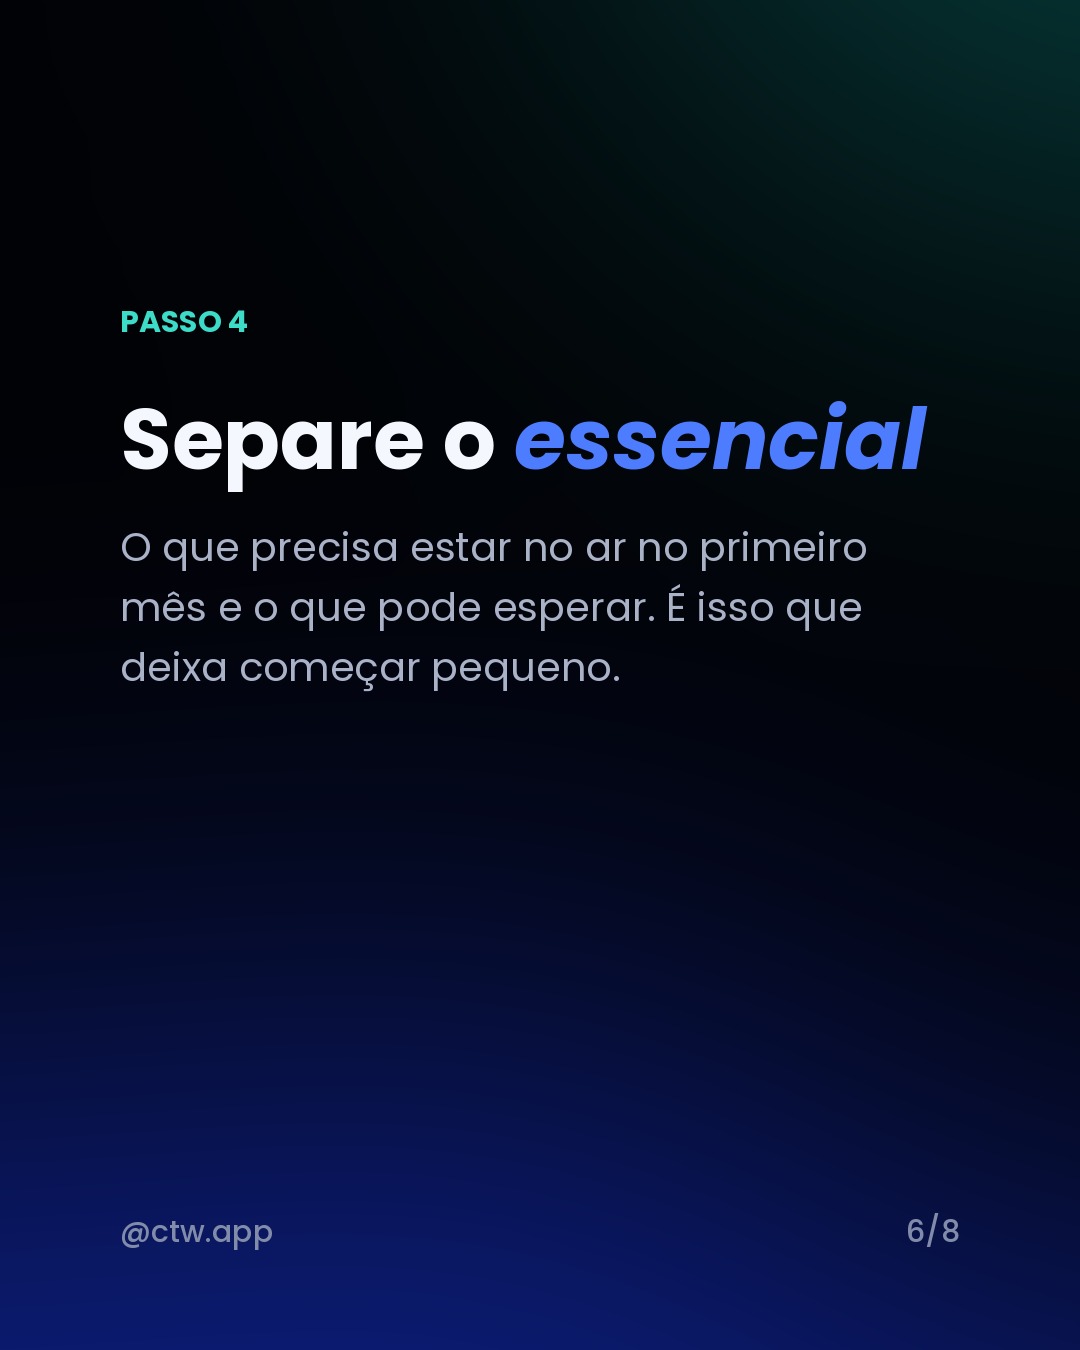 PASSO 4
Separe o essencial
O que precisa estar no ar no primeiro
mês e o que pode esperar. É isso que
deixa começar pequeno.
@ctw.app
6/8